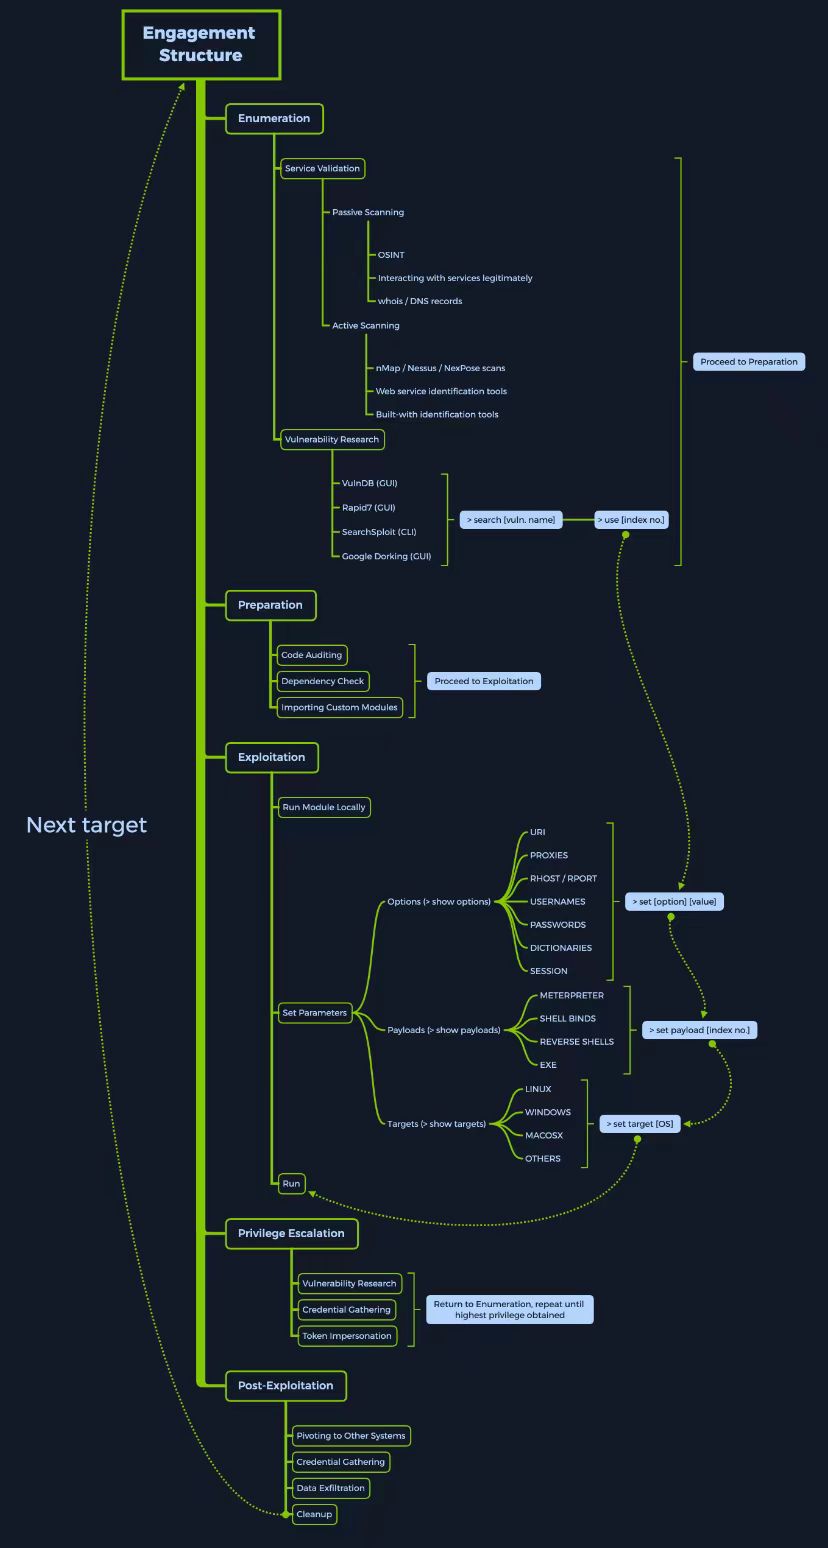 Engagement
Structure
Enumeration
Service Validation
Passive Scanning
OSINT
Interacting with services legitimately
whois / DNS records
Active Scanning
nMap / Nessus / NexPose scans
Web service identification tools
Built-with identification tools
Proceed to Preparation
Vulnerability Research
VulnDB (GUI)
Rapid7 (GUI)
SearchSploit (CLI)
Google Dorking (GUI)
> search [vuln. name]
> use [index no.]
Preparation
Code Auditing
Dependency Check
Importing Custom Modules
Proceed to Exploitation
Exploitation
Run Module Locally
Next target
Set Parameters
Options (> show options)
URI
PROXIES
RHOST / RPORT
USERNAMES
PASSWORDS
DICTIONARIES
SESSION
> set [option] [value]
Payloads (> show payloads)
METERPRETER
SHELL BINDS
REVERSE SHELLS
EXE
> set payload [index no.]
Targets (> show targets)
LINUX
WINDOWS
MACOSX
OTHERS
> set target [OS]
Run
Privilege Escalation
Vulnerability Research
Credential Gathering
Token Impersonation
Return to Enumeration, repeat until
highest privilege obtained
Post-Exploitation
Pivoting to Other Systems
Credential Gathering
Data Exfiltration
Cleanup